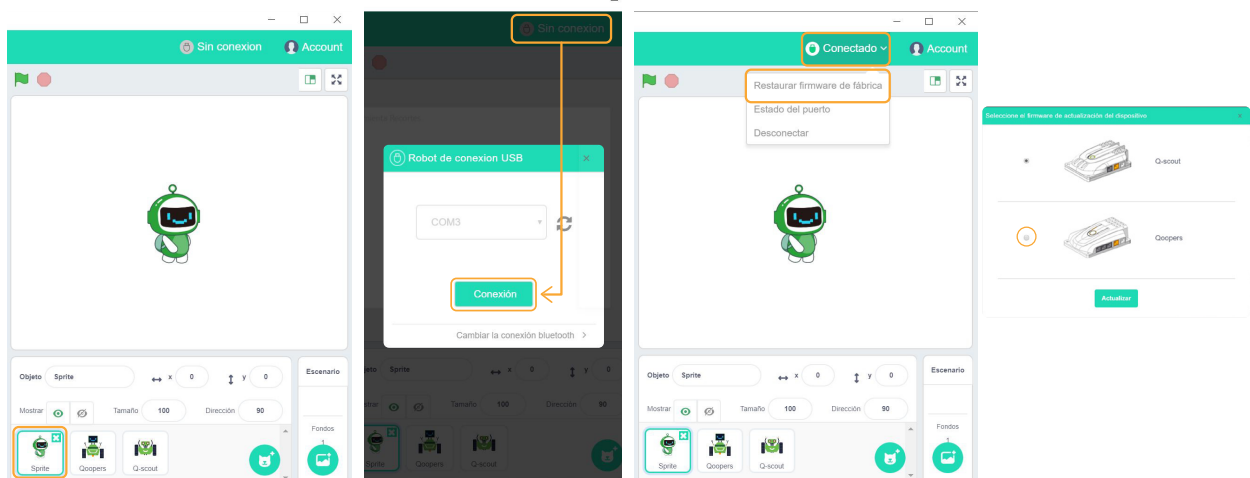 Sin conexion
Account
Objeto
Sprite
x
0
y
0
Mostrar
Tamaño
100
Dirección
90
Sprite
Qoopers
Q-scout
Escenario
Fondos
1
Sin conexion
Robot de conexion USB
×
COM3
Conexión
Cambiar la conexión bluetooth >
Sprite
x
0
y
0
Tamaño
100
Dirección
90
Sprite
Qoopers
Q-scout
Conectado
Account
Restaurar firmware de fábrica
Estado del puerto
Desconectar
Objeto
Sprite
x
0
y
0
Mostrar
Tamaño
100
Dirección
90
Sprite
Qoopers
Q-scout
Escenario
Fondos
1
Seleccione el firmware de actualización del dispositivo
×
Q-scout
Qoopers
Actualizar